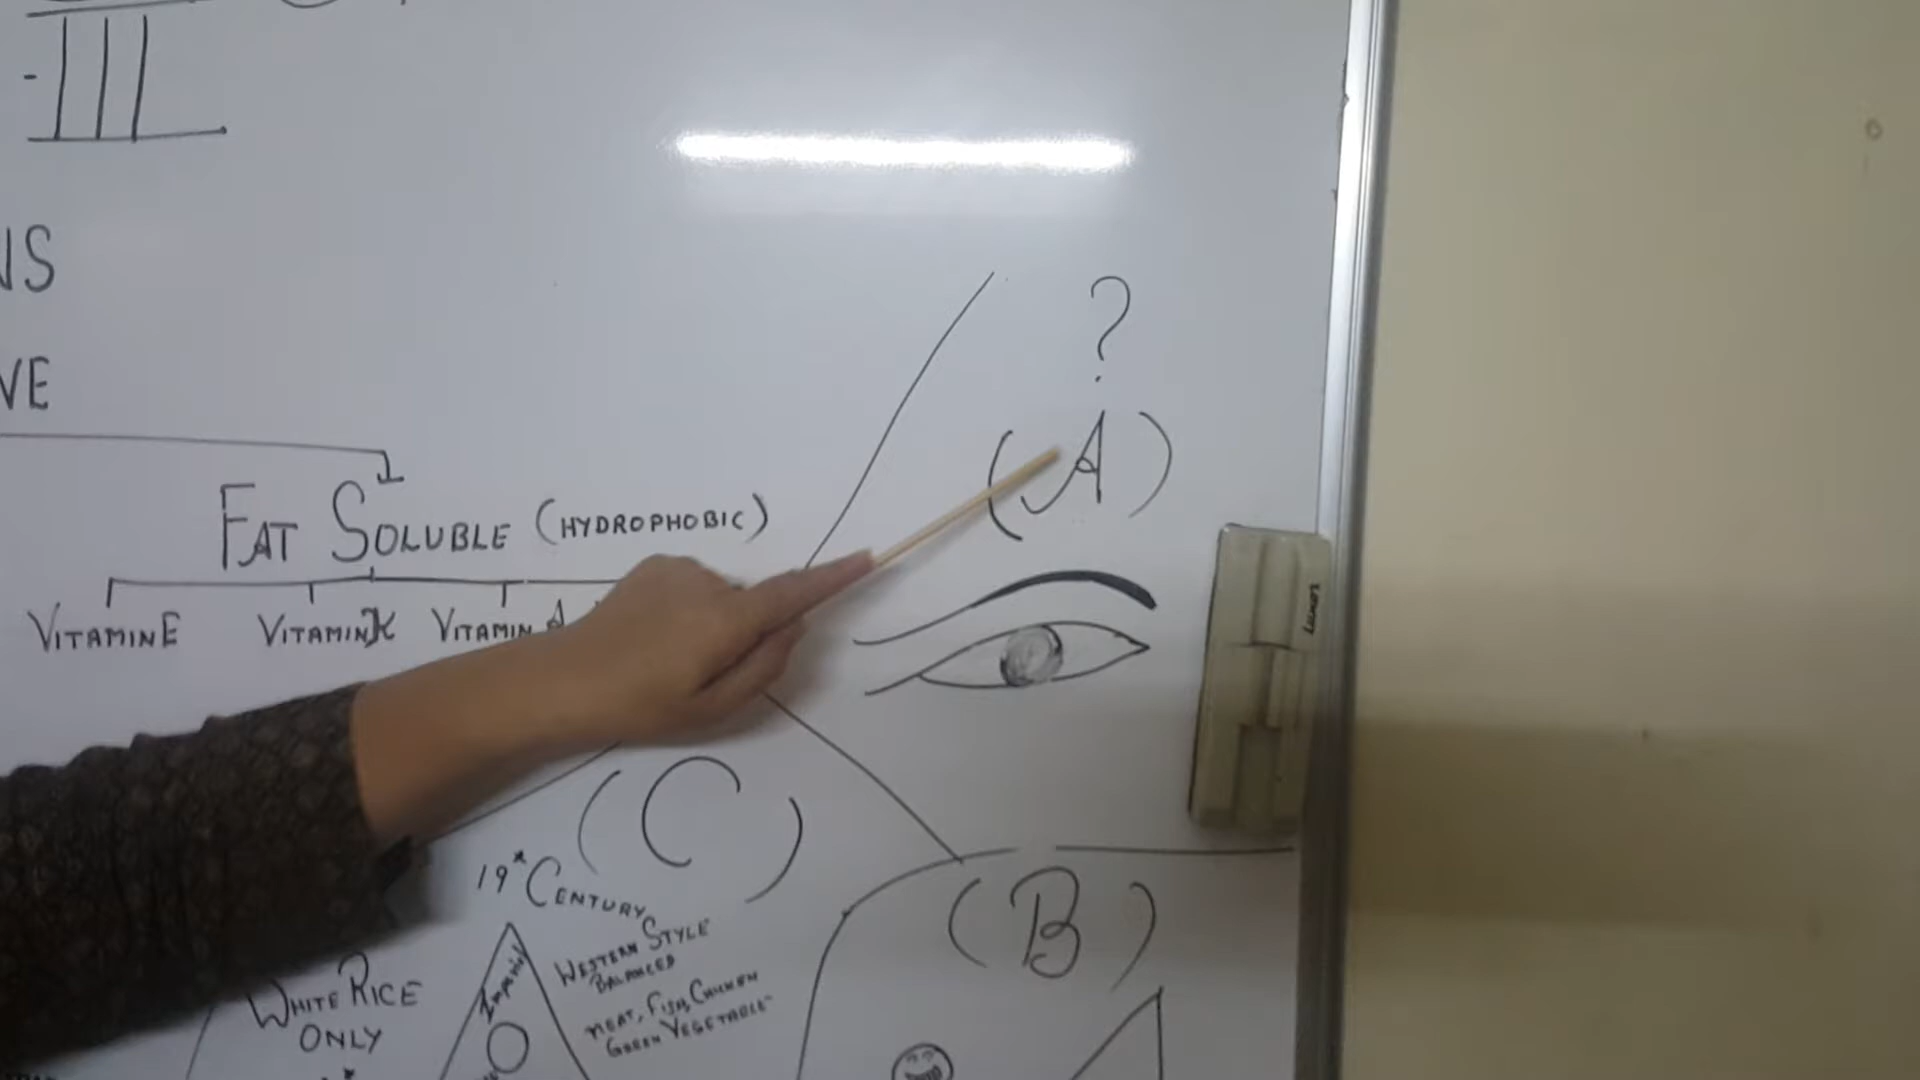 -III
NS
VE
FAT SOLUBLE (HYDROPHOBIC)
VITAMIN E VITAMIN K VITAMIN A
?
(A)
(C)
19* CENTURY
WESTERN STYLE
BALANCED
MEAT, FISH, CHICKEN
GREEN VEGETABLE
WHITE RICE
ONLY
*
(B)